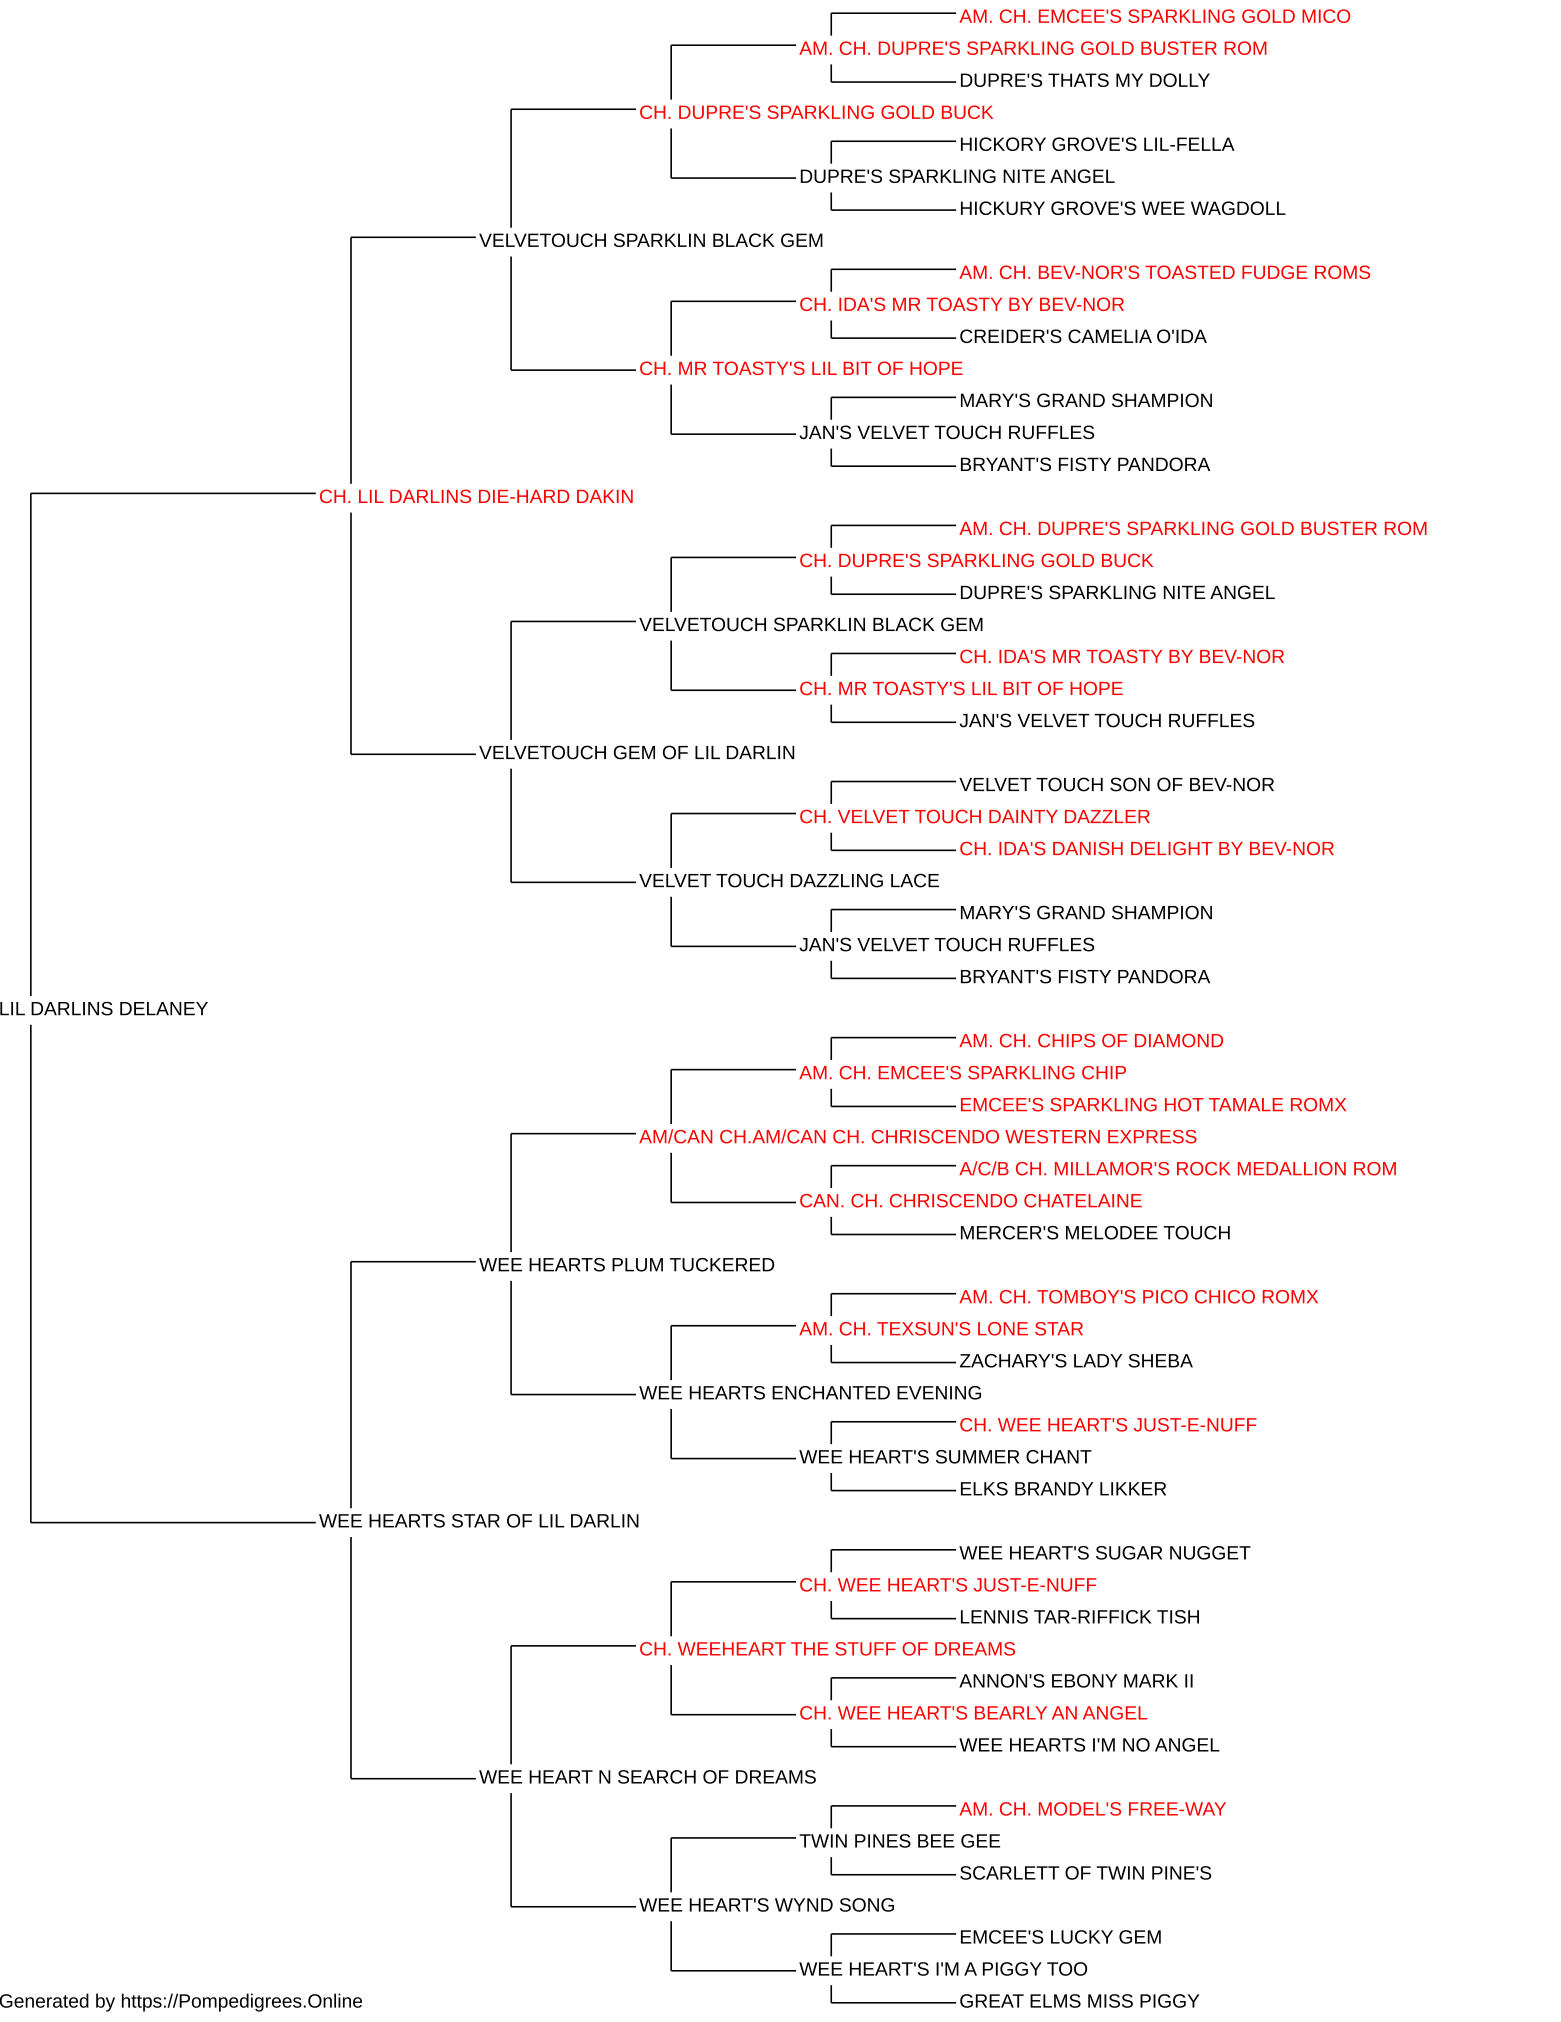 AM. CH. EMCEE'S SPARKLING GOLD MICO
AM. CH. DUPRE'S SPARKLING GOLD BUSTER ROM
DUPRE'S THATS MY DOLLY
CH. DUPRE'S SPARKLING GOLD BUCK
HICKORY GROVE'S LIL-FELLA
DUPRE'S SPARKLING NITE ANGEL
HICKURY GROVE'S WEE WAGDOLL
VELVETOUCH SPARKLIN BLACK GEM
AM. CH. BEV-NOR'S TOASTED FUDGE ROMS
CH. IDA'S MR TOASTY BY BEV-NOR
CREIDER'S CAMELIA O'IDA
CH. MR TOASTY'S LIL BIT OF HOPE
MARY'S GRAND SHAMPION
JAN'S VELVET TOUCH RUFFLES
BRYANT'S FISTY PANDORA
CH. LIL DARLINS DIE-HARD DAKIN
AM. CH. DUPRE'S SPARKLING GOLD BUSTER ROM
CH. DUPRE'S SPARKLING GOLD BUCK
DUPRE'S SPARKLING NITE ANGEL
VELVETOUCH SPARKLIN BLACK GEM
CH. IDA'S MR TOASTY BY BEV-NOR
CH. MR TOASTY'S LIL BIT OF HOPE
JAN'S VELVET TOUCH RUFFLES
VELVETOUCH GEM OF LIL DARLIN
VELVET TOUCH SON OF BEV-NOR
CH. VELVET TOUCH DAINTY DAZZLER
CH. IDA'S DANISH DELIGHT BY BEV-NOR
VELVET TOUCH DAZZLING LACE
MARY'S GRAND SHAMPION
JAN'S VELVET TOUCH RUFFLES
BRYANT'S FISTY PANDORA
LIL DARLINS DELANEY
AM. CH. CHIPS OF DIAMOND
AM. CH. EMCEE'S SPARKLING CHIP
EMCEE'S SPARKLING HOT TAMALE ROMX
AM/CAN CH.AM/CAN CH. CHRISCENDO WESTERN EXPRESS
A/C/B CH. MILLAMOR'S ROCK MEDALLION ROM
CAN. CH. CHRISCENDO CHATELAINE
MERCER'S MELODEE TOUCH
WEE HEARTS PLUM TUCKERED
AM. CH. TOMBOY'S PICO CHICO ROMX
AM. CH. TEXSUN'S LONE STAR
ZACHARY'S LADY SHEBA
WEE HEARTS ENCHANTED EVENING
CH. WEE HEART'S JUST-E-NUFF
WEE HEART'S SUMMER CHANT
ELKS BRANDY LIKKER
WEE HEARTS STAR OF LIL DARLIN
WEE HEART'S SUGAR NUGGET
CH. WEE HEART'S JUST-E-NUFF
LENNIS TAR-RIFFICK TISH
CH. WEEHEART THE STUFF OF DREAMS
ANNON'S EBONY MARK II
CH. WEE HEART'S BEARLY AN ANGEL
WEE HEARTS I'M NO ANGEL
WEE HEART N SEARCH OF DREAMS
AM. CH. MODEL'S FREE-WAY
TWIN PINES BEE GEE
SCARLETT OF TWIN PINE'S
WEE HEART'S WYND SONG
EMCEE'S LUCKY GEM
WEE HEART'S I'M A PIGGY TOO
GREAT ELMS MISS PIGGY
Generated by https://Pompedigrees.Online